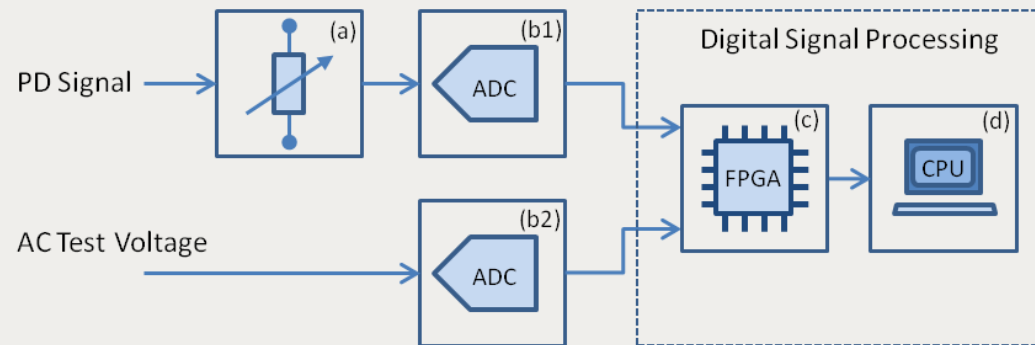 (a)
(b1)
Digital Signal Processing
PD Signal
ADC
(c)
(d)
FPGA
CPU
(b2)
AC Test Voltage
ADC